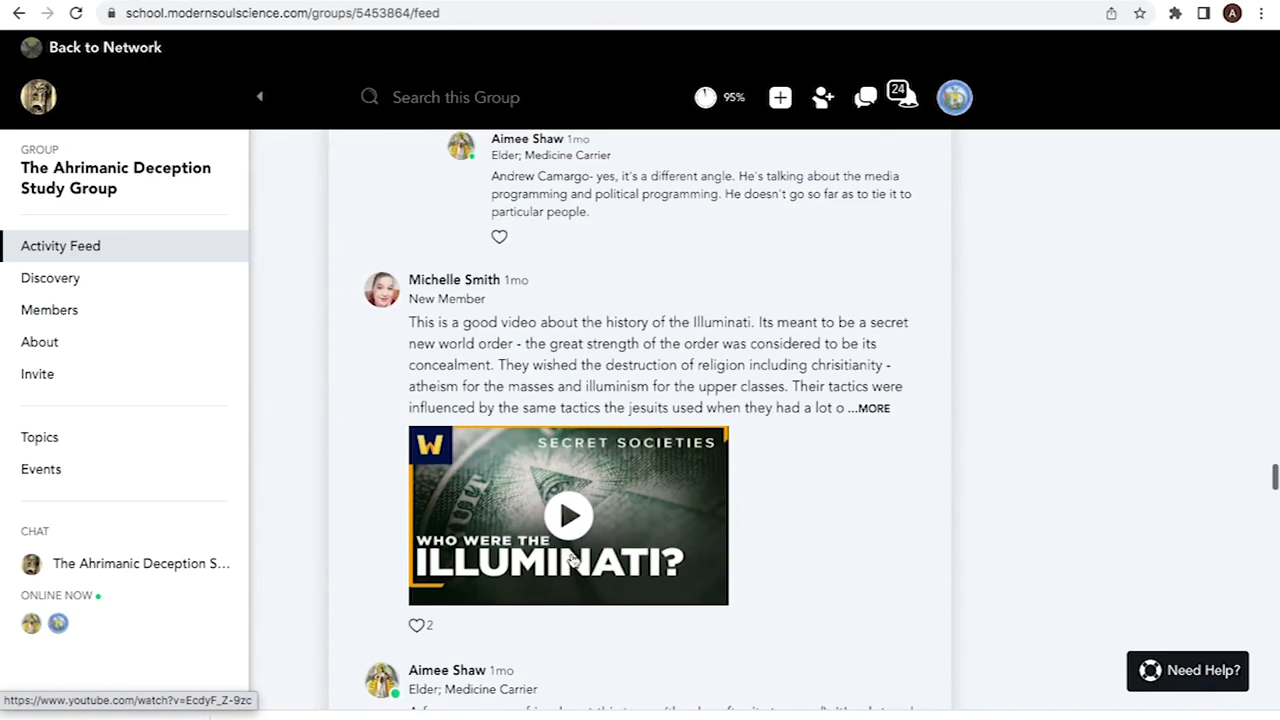 school.modernsoulscience.com/groups/5453864/feed
A
Back to Network
Search this Group
95%
24
GROUP
The Ahrimanic Deception
Study Group
Activity Feed
Discovery
Members
About
Invite
Topics
Events
CHAT
The Ahrimanic Deception S...
ONLINE NOW
https://www.youtube.com/watch?v=EcdyF_Z-9zc
Aimee Shaw 1mo
Elder; Medicine Carrier
Andrew Camargo- yes, it's a different angle. He's talking about the media
programming and political programming. He doesn't go so far as to tie it to
particular people.
Michelle Smith 1mo
New Member
This is a good video about the history of the Illuminati. Its meant to be a secret
new world order - the great strength of the order was considered to be its
concealment. They wished the destruction of religion including chrisitianity -
atheism for the masses and illuminism for the upper classes. Their tactics were
influenced by the same tactics the jesuits used when they had a lot o ...MORE
W
SECRET SOCIETIES
WHO WERE THE
ILLUMINATI?
2
Aimee Shaw 1mo
Elder; Medicine Carrier
Need Help?